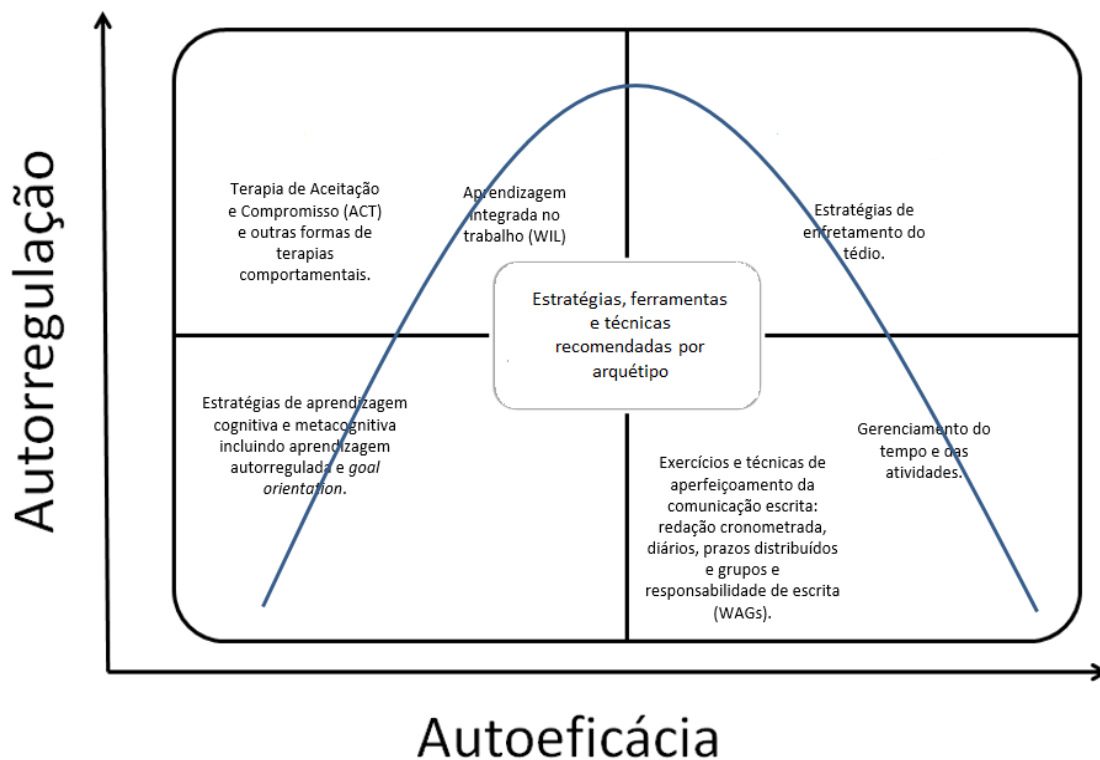 Autorregulação
Terapia de Aceitação
e Compromisso (ACT)
e outras formas de
terapias
comportamentais.
Aprendizagem
integrada no
trabalho (WIL)
Estratégias de
enfretamento do
tédio.
Estratégias, ferramentas
e técnicas
recomendadas por
arquétipo
Estratégias de aprendizagem
cognitiva e metacognitiva
incluindo aprendizagem
autorregulada e goal
orientation.
Exercícios e técnicas de
aperfeiçoamento da
comunicação escrita:
redação cronometrada,
diários, prazos distribuídos
e grupos e
responsabilidade de escrita
(WAGs).
Gerenciamento do
tempo e das
atividades.
Autoeficácia